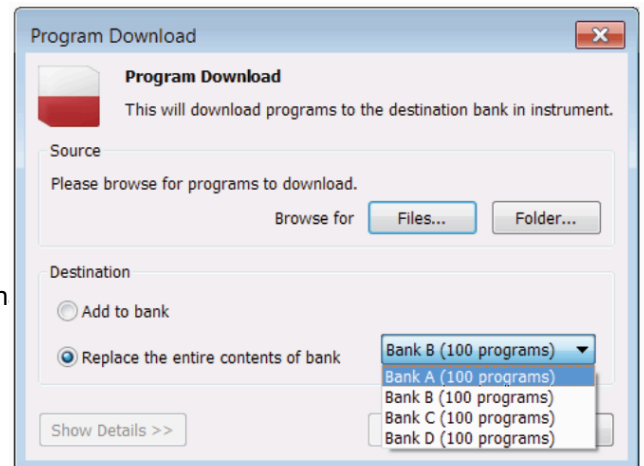 Program Download
Program Download
This will download programs to the destination bank in instrument.
Source
Please browse for programs to download.
Browse for Files... Folder...
Destination
Add to bank
Replace the entire contents of bank Bank B (100 programs)
Bank A (100 programs)
Bank B (100 programs)
Bank C (100 programs)
Bank D (100 programs)
Show Details >>